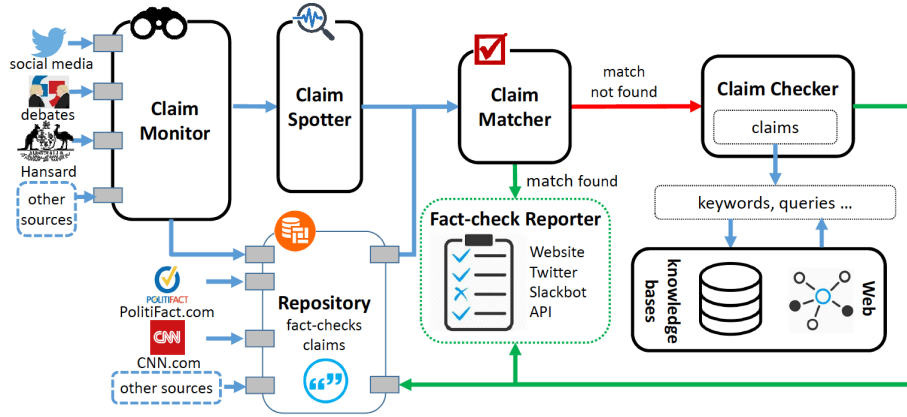 social media
debates
Hansard
other
sources
Claim
Monitor
Claim
Spotter
Claim
Matcher
match
not found
Claim Checker
claims
keywords, queries ...
knowledge
bases
Web
match found
Fact-check Reporter
Website
Twitter
Slackbot
API
POLITIFACT
PolitiFact.com
CNN
CNN.com
other sources
Repository
fact-checks
claims